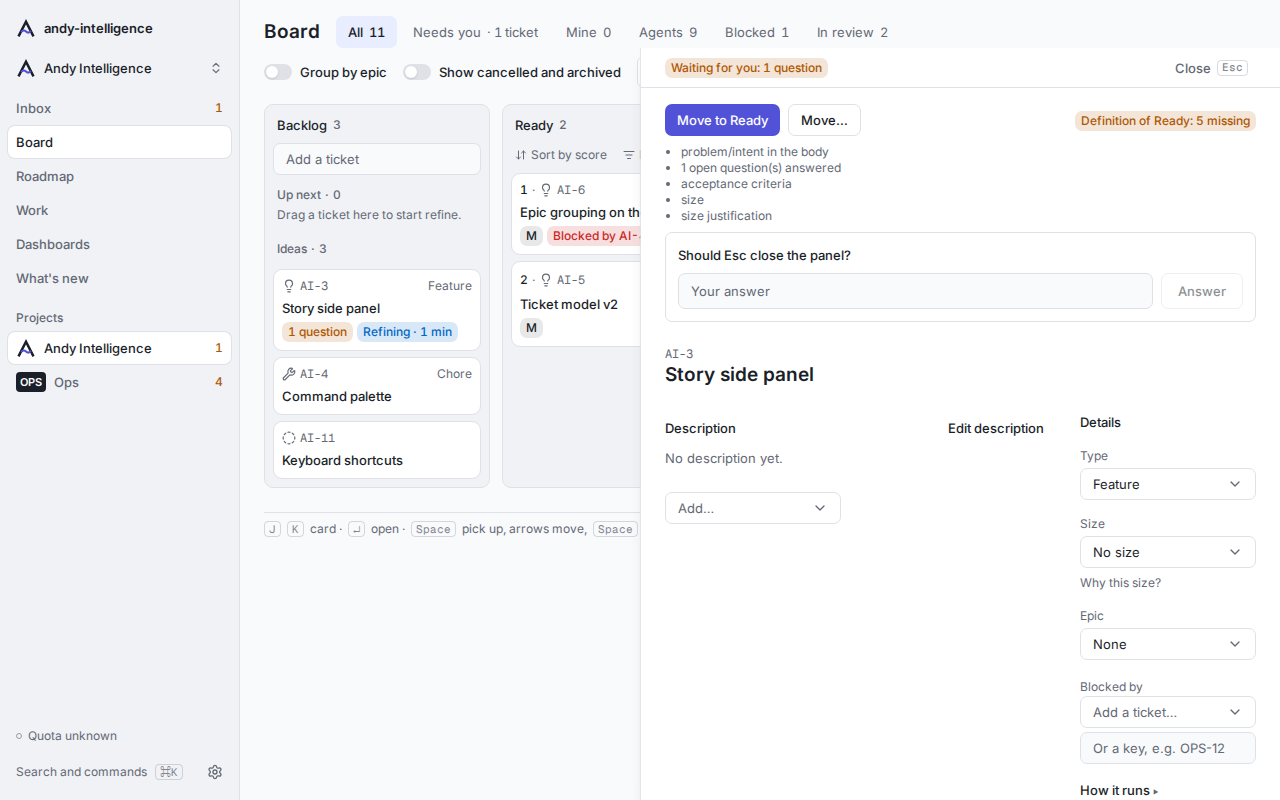 andy-intelligence
Andy Intelligence
Inbox 1
Board
Roadmap
Work
Dashboards
What's new
Projects
Andy Intelligence 1
OPS Ops 4
Quota unknown
Search and commands ⌘K
Board All 11 Needs you · 1 ticket Mine 0 Agents 9 Blocked 1 In review 2
Group by epic Show cancelled and archived
Backlog 3
Add a ticket
Up next · 0
Drag a ticket here to start refine.
Ideas · 3
AI-3 Feature
Story side panel
1 question Refining · 1 min
AI-4 Chore
Command palette
AI-11
Keyboard shortcuts
Ready 2
Sort by score
1 · AI-6
Epic grouping on th
M Blocked by AI-
2 · AI-5
Ticket model v2
M
J K card · ↵ open · Space pick up, arrows move, Space
Waiting for you: 1 question Close Esc
Move to Ready Move... Definition of Ready: 5 missing
• problem/intent in the body
• 1 open question(s) answered
• acceptance criteria
• size
• size justification
Should Esc close the panel?
Your answer Answer
AI-3
Story side panel
Description Edit description
No description yet.
Add...
Details
Type
Feature
Size
No size
Why this size?
Epic
None
Blocked by
Add a ticket...
Or a key, e.g. OPS-12
How it runs ▸